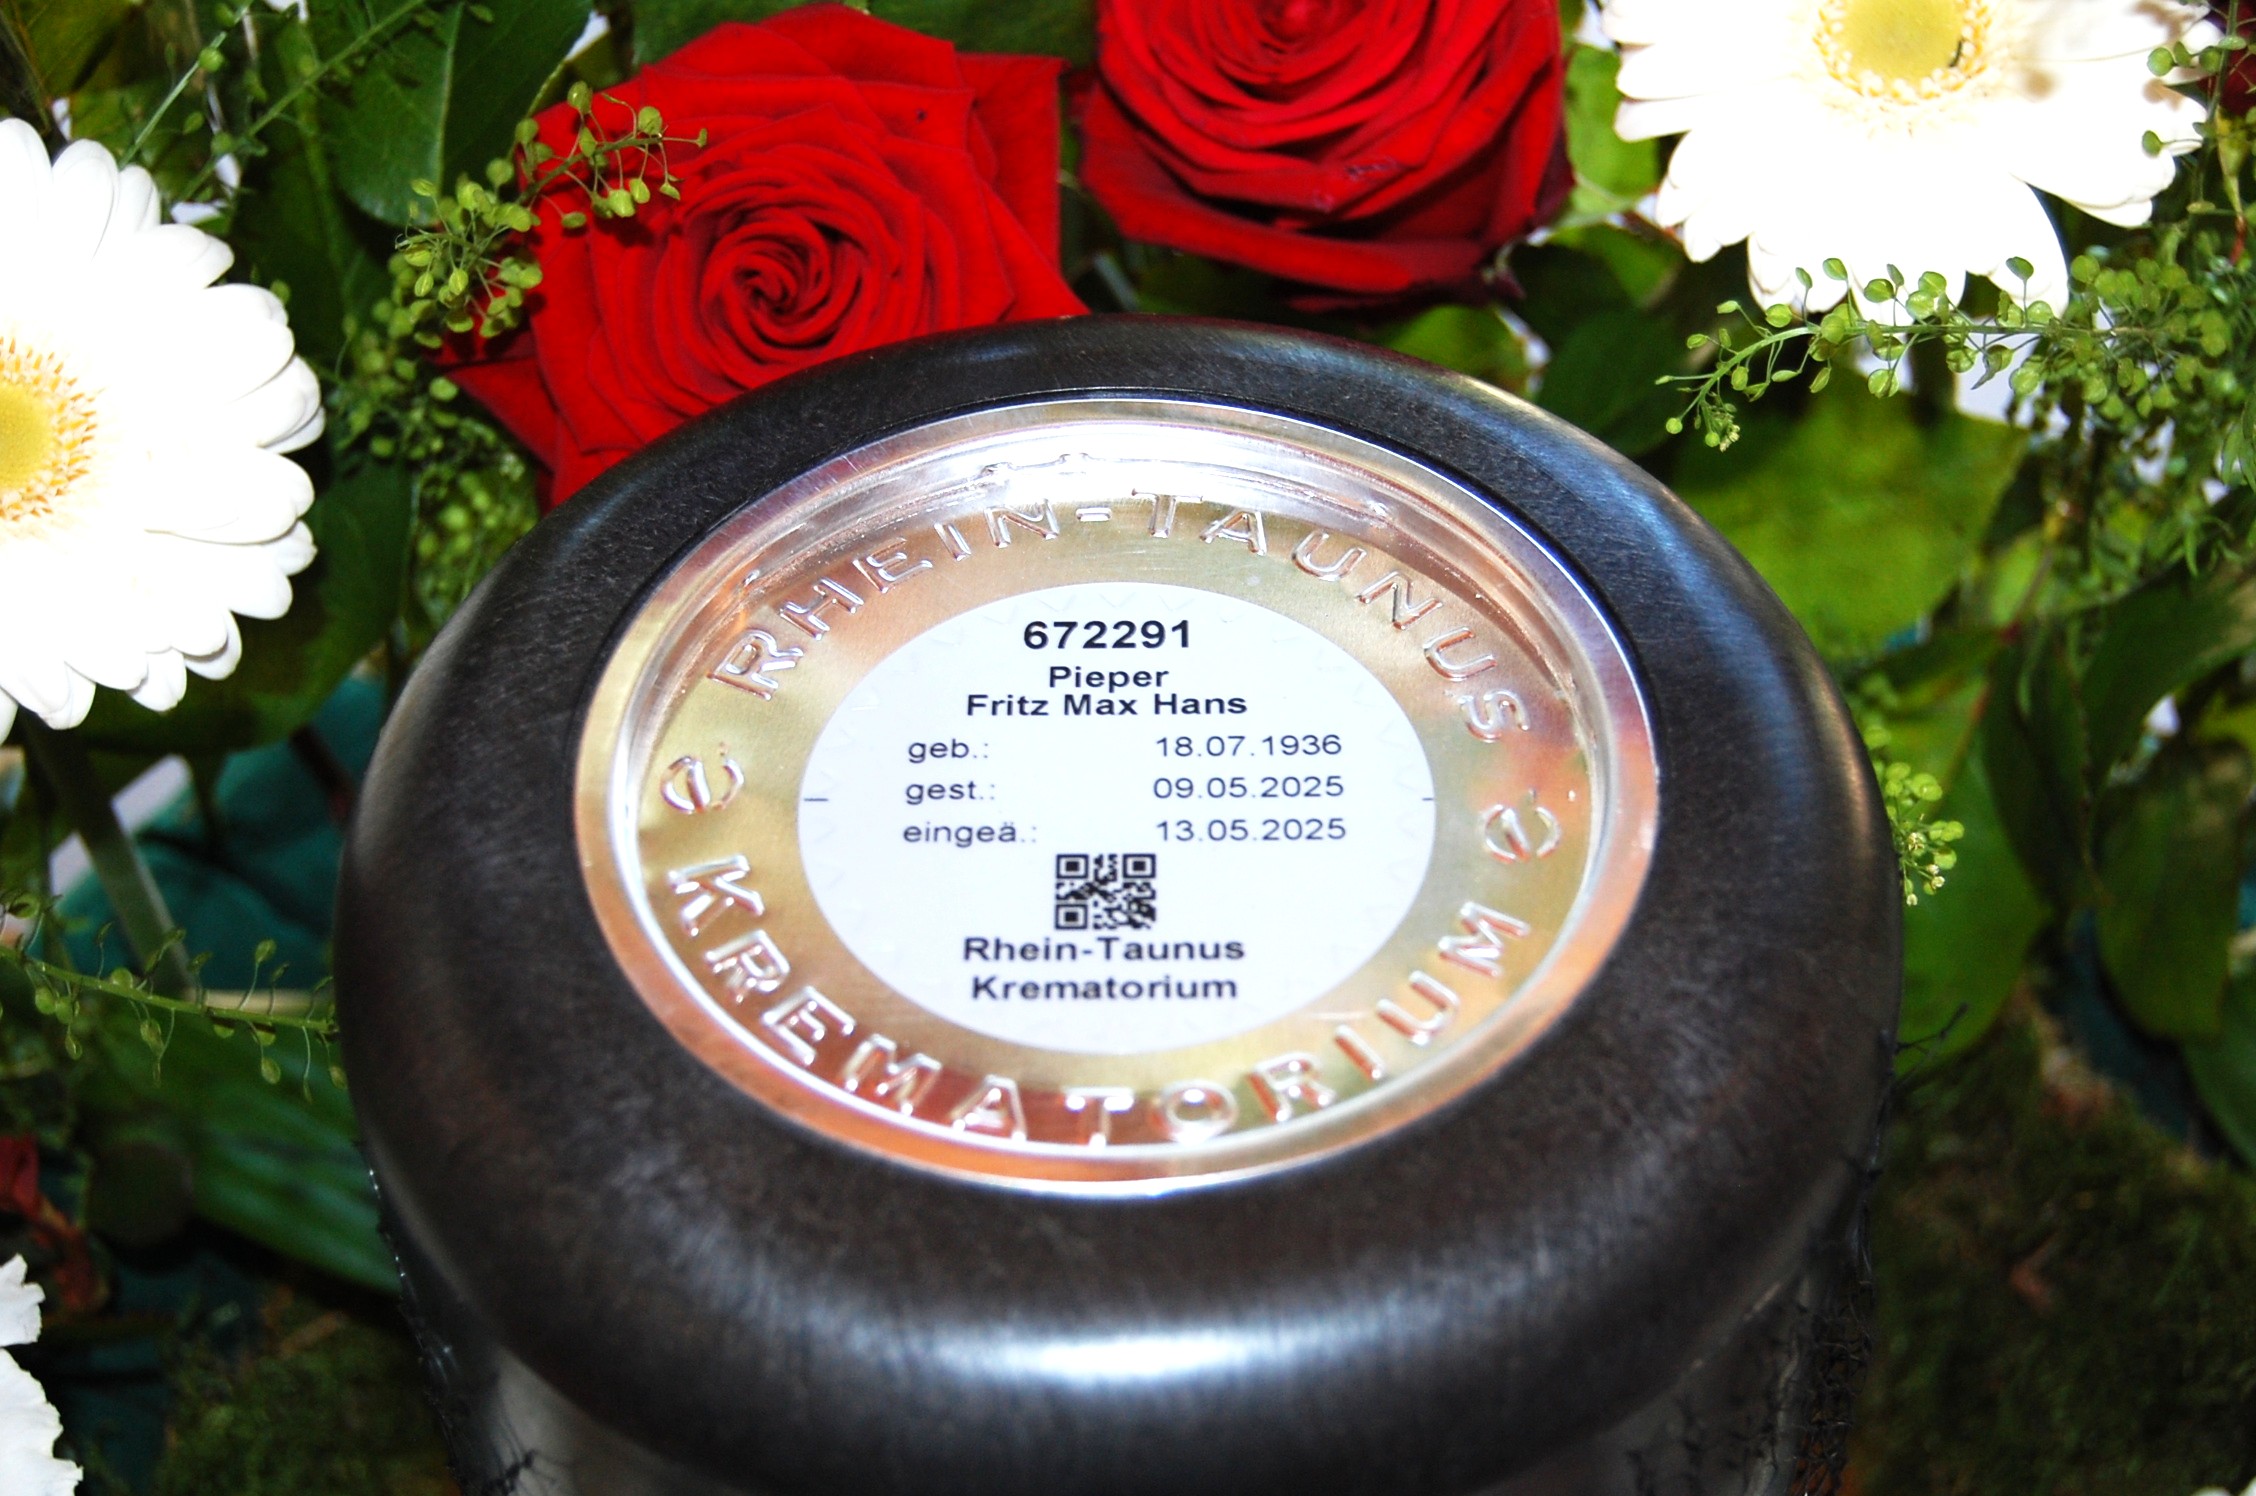 RHEIN-TAUNUS
672291
Pieper
Fritz Max Hans
geb.: 18.07.1936
gest.: 09.05.2025
eingeä.: 13.05.2025
Rhein-Taunus
Krematorium
KREMATORIUM